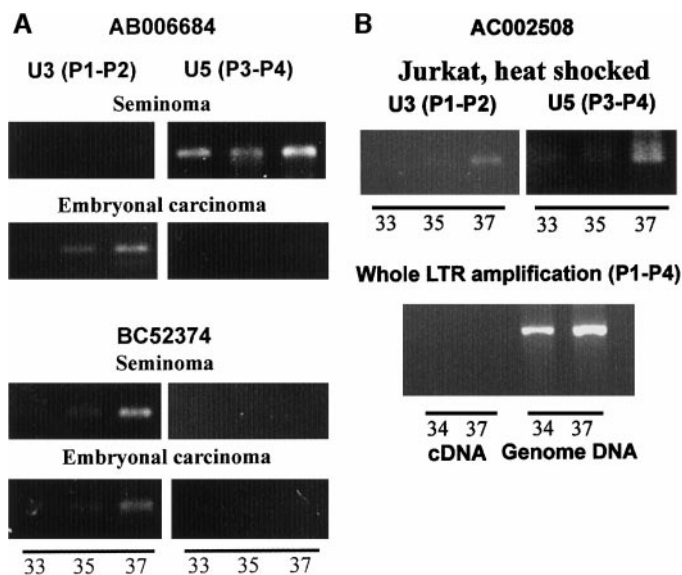 A
AB006684
U3 (P1-P2) U5 (P3-P4)
Seminoma
Embryonal carcinoma
BC52374
Seminoma
Embryonal carcinoma
33 35 37 33 35 37
B
AC002508
Jurkat, heat shocked
U3 (P1-P2) U5 (P3-P4)
33 35 37 33 35 37
Whole LTR amplification (P1-P4)
34 37 34 37
cDNA Genome DNA